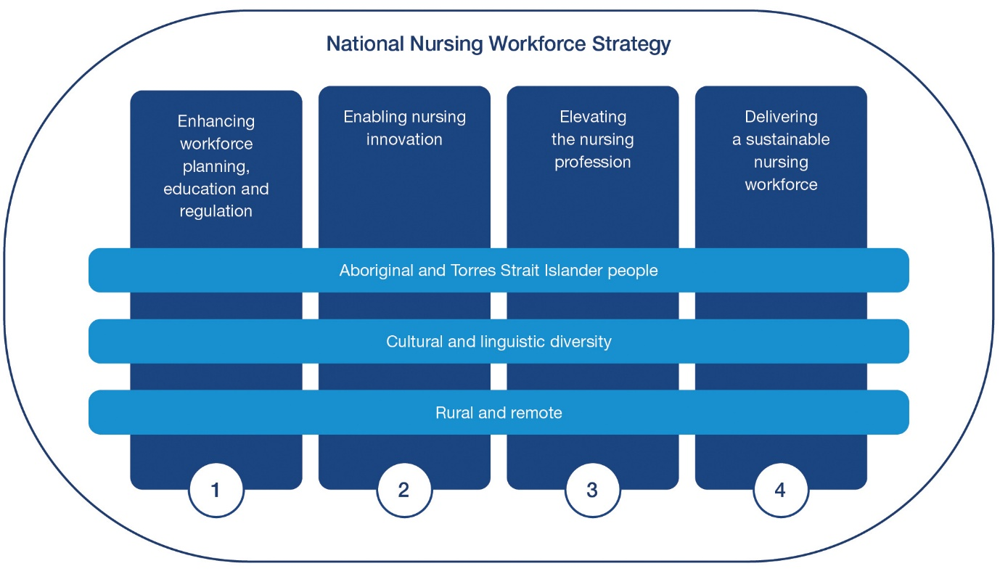 National Nursing Workforce Strategy
Enhancing
workforce
planning,
education and
regulation
Enabling nursing
innovation
Elevating
the nursing
profession
Delivering
a sustainable
nursing
workforce
Aboriginal and Torres Strait Islander people
Cultural and linguistic diversity
Rural and remote
1
2
3
4